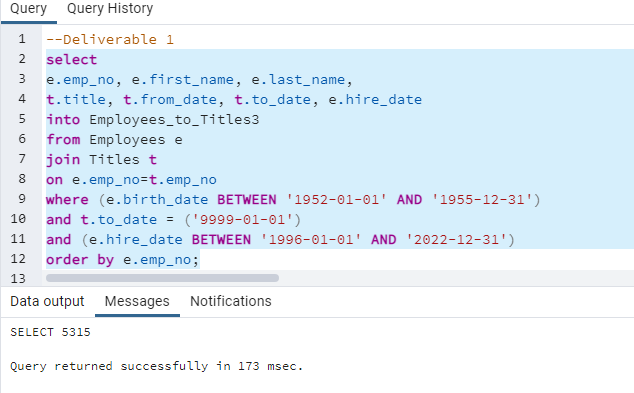 Query Query History
1 --Deliverable 1
2 select
3 e.emp_no, e.first_name, e.last_name,
4 t.title, t.from_date, t.to_date, e.hire_date
5 into Employees_to_Titles3
6 from Employees e
7 join Titles t
8 on e.emp_no=t.emp_no
9 where (e.birth_date BETWEEN '1952-01-01' AND '1955-12-31')
10 and t.to_date = ('9999-01-01')
11 and (e.hire_date BETWEEN '1996-01-01' AND '2022-12-31')
12 order by e.emp_no;
13
Data output Messages Notifications
SELECT 5315
Query returned successfully in 173 msec.